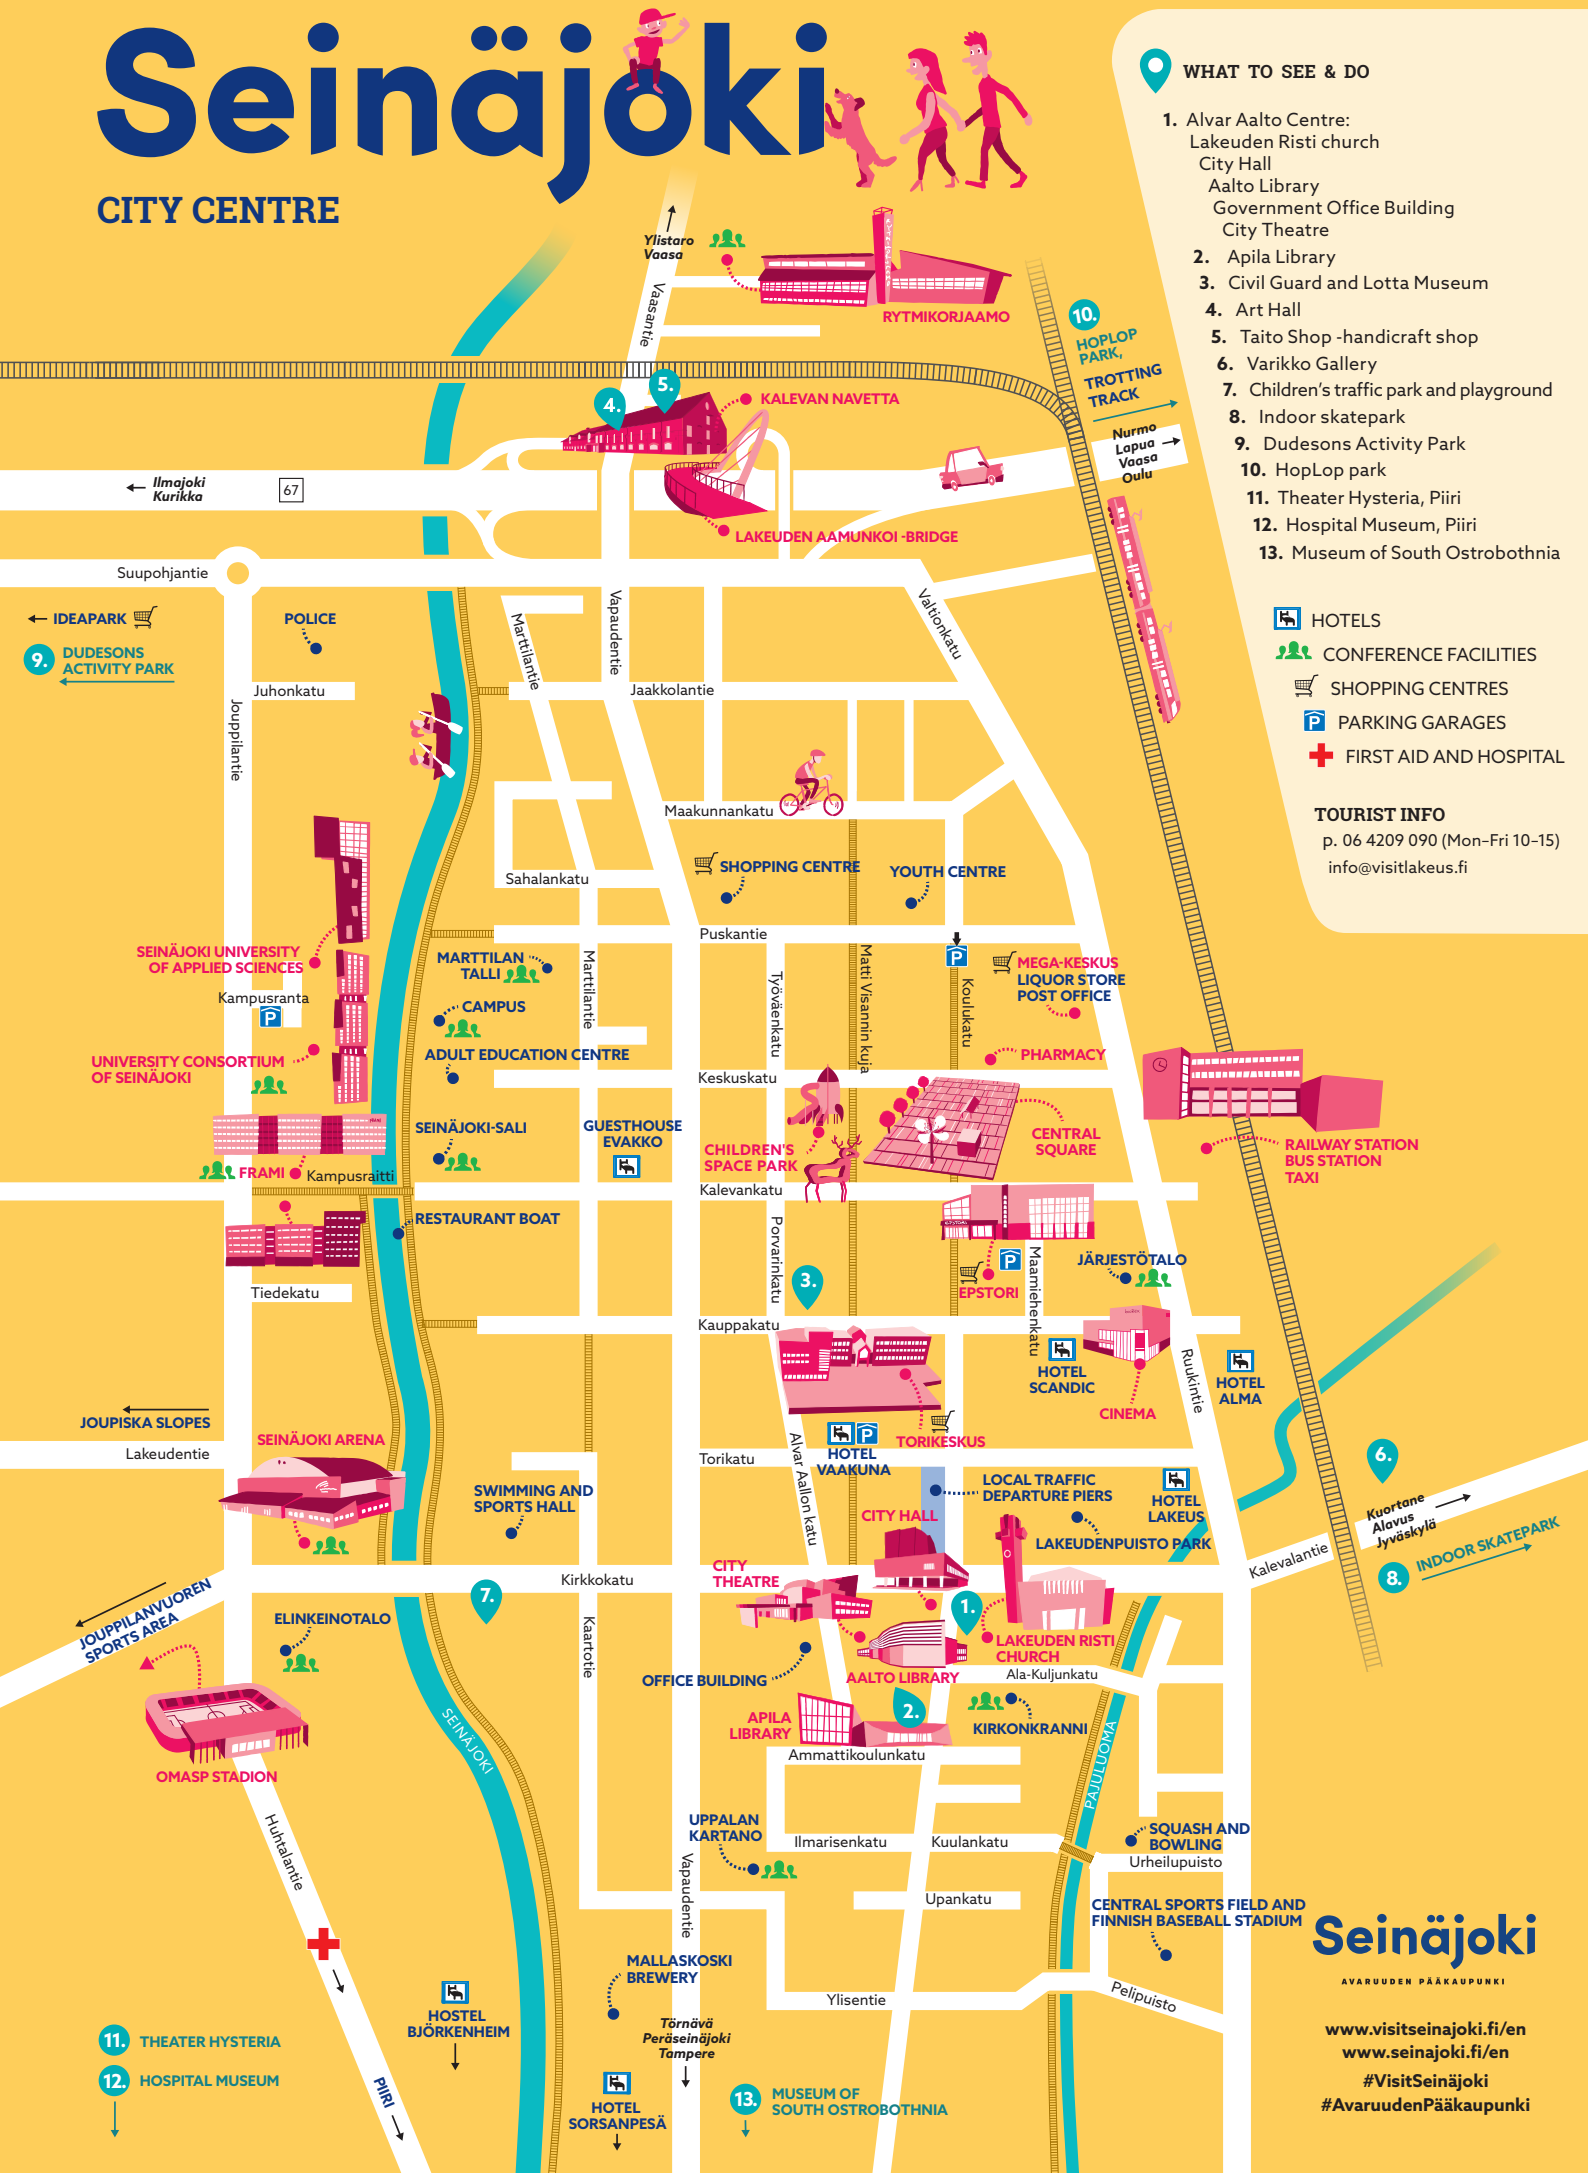 Seinäjoki
CITY CENTRE
WHAT TO SEE & DO
1. Alvar Aalto Centre:
Lakeuden Risti church
City Hall
Aalto Library
Government Office Building
City Theatre
2. Apila Library
3. Civil Guard and Lotta Museum
4. Art Hall
5. Taito Shop -handicraft shop
6. Varikko Gallery
7. Children's traffic park and playground
8. Indoor skatepark
9. Dudesons Activity Park
10. HopLop park
11. Theater Hysteria, Piiri
12. Hospital Museum, Piiri
13. Museum of South Ostrobothnia
HOTELS
CONFERENCE FACILITIES
SHOPPING CENTRES
P PARKING GARAGES
FIRST AID AND HOSPITAL
TOURIST INFO
p. 06 4209 090 (Mon–Fri 10–15)
info@visitlakeus.fi
Ylistaro
Vaasa
Vaasantie
RYTMIKORJAAMO
10.
HOPLOP
PARK,
TROTTING
TRACK
Nurmo
Lapua
Vaasa
Oulu
4.
5.
KALEVAN NAVETTA
Ilmajoki
Kurikka
67
LAKEUDEN AAMUNKOI -BRIDGE
Suupohjantie
IDEAPARK
9.
DUDESONS
ACTIVITY PARK
POLICE
Juhonkatu
Jouppilantie
Marttilantie
Vapaudentie
Jaakkolantie
Valtionkatu
Maakunnankatu
Sahalankatu
SHOPPING CENTRE
YOUTH CENTRE
Puskantie
SEINÄJOKI UNIVERSITY
OF APPLIED SCIENCES
Kampusranta
P
MARTTILAN
TALLI
CAMPUS
Marttilantie
Työväenkatu
Matti Visannin kuja
P
Koulukatu
MEGA-KESKUS
LIQUOR STORE
POST OFFICE
UNIVERSITY CONSORTIUM
OF SEINÄJOKI
ADULT EDUCATION CENTRE
PHARMACY
Keskuskatu
SEINÄJOKI-SALI
GUESTHOUSE
EVAKKO
CHILDREN'S
SPACE PARK
CENTRAL
SQUARE
RAILWAY STATION
BUS STATION
TAXI
FRAMI
Kampusraitti
Kalevankatu
RESTAURANT BOAT
Porvarinkatu
3.
P
EPSTORI
Maamiehenkatu
JÄRJESTÖTALO
Tiedekatu
Kauppakatu
HOTEL
SCANDIC
CINEMA
Ruukintie
HOTEL
ALMA
JOUPISKA SLOPES
Lakeudentie
SEINÄJOKI ARENA
Torikatu
Alvar Aallon katu
P
HOTEL
VAAKUNA
TORIKESKUS
SWIMMING AND
SPORTS HALL
LOCAL TRAFFIC
DEPARTURE PIERS
HOTEL
LAKEUS
CITY HALL
LAKEUDENPUISTO PARK
6.
Kuortane
Alavus
Jyväskylä
8. INDOOR SKATEPARK
Kalevalantie
CITY
THEATRE
Kirkkokatu
7.
1.
JOUPPILANVUOREN
SPORTS AREA
ELINKEINOTALO
Kaartotie
LAKEUDEN RISTI
CHURCH
OFFICE BUILDING
AALTO LIBRARY
Ala-Kuljunkatu
2.
APILA
LIBRARY
KIRKONKRANNI
SEINÄJOKI
PAJULUOMA
Ammattikoulunkatu
OMASP STADION
Huhtalantie
UPPALAN
KARTANO
Ilmarisenkatu
Kuulankatu
SQUASH AND
BOWLING
Urheilupuisto
Vapaudentie
Upankatu
CENTRAL SPORTS FIELD AND
FINNISH BASEBALL STADIUM
MALLASKOSKI
BREWERY
Ylisentie
Pelipuisto
HOSTEL
BJÖRKENHEIM
Törnävä
Peräseinäjoki
Tampere
11. THEATER HYSTERIA
12. HOSPITAL MUSEUM
PIIRI
HOTEL
SORSANPESÄ
13.
MUSEUM OF
SOUTH OSTROBOTHNIA
Seinäjoki
AVARUUDEN PÄÄKAUPUNKI
www.visitseinajoki.fi/en
www.seinajoki.fi/en
#VisitSeinäjoki
#AvaruudenPääkaupunki